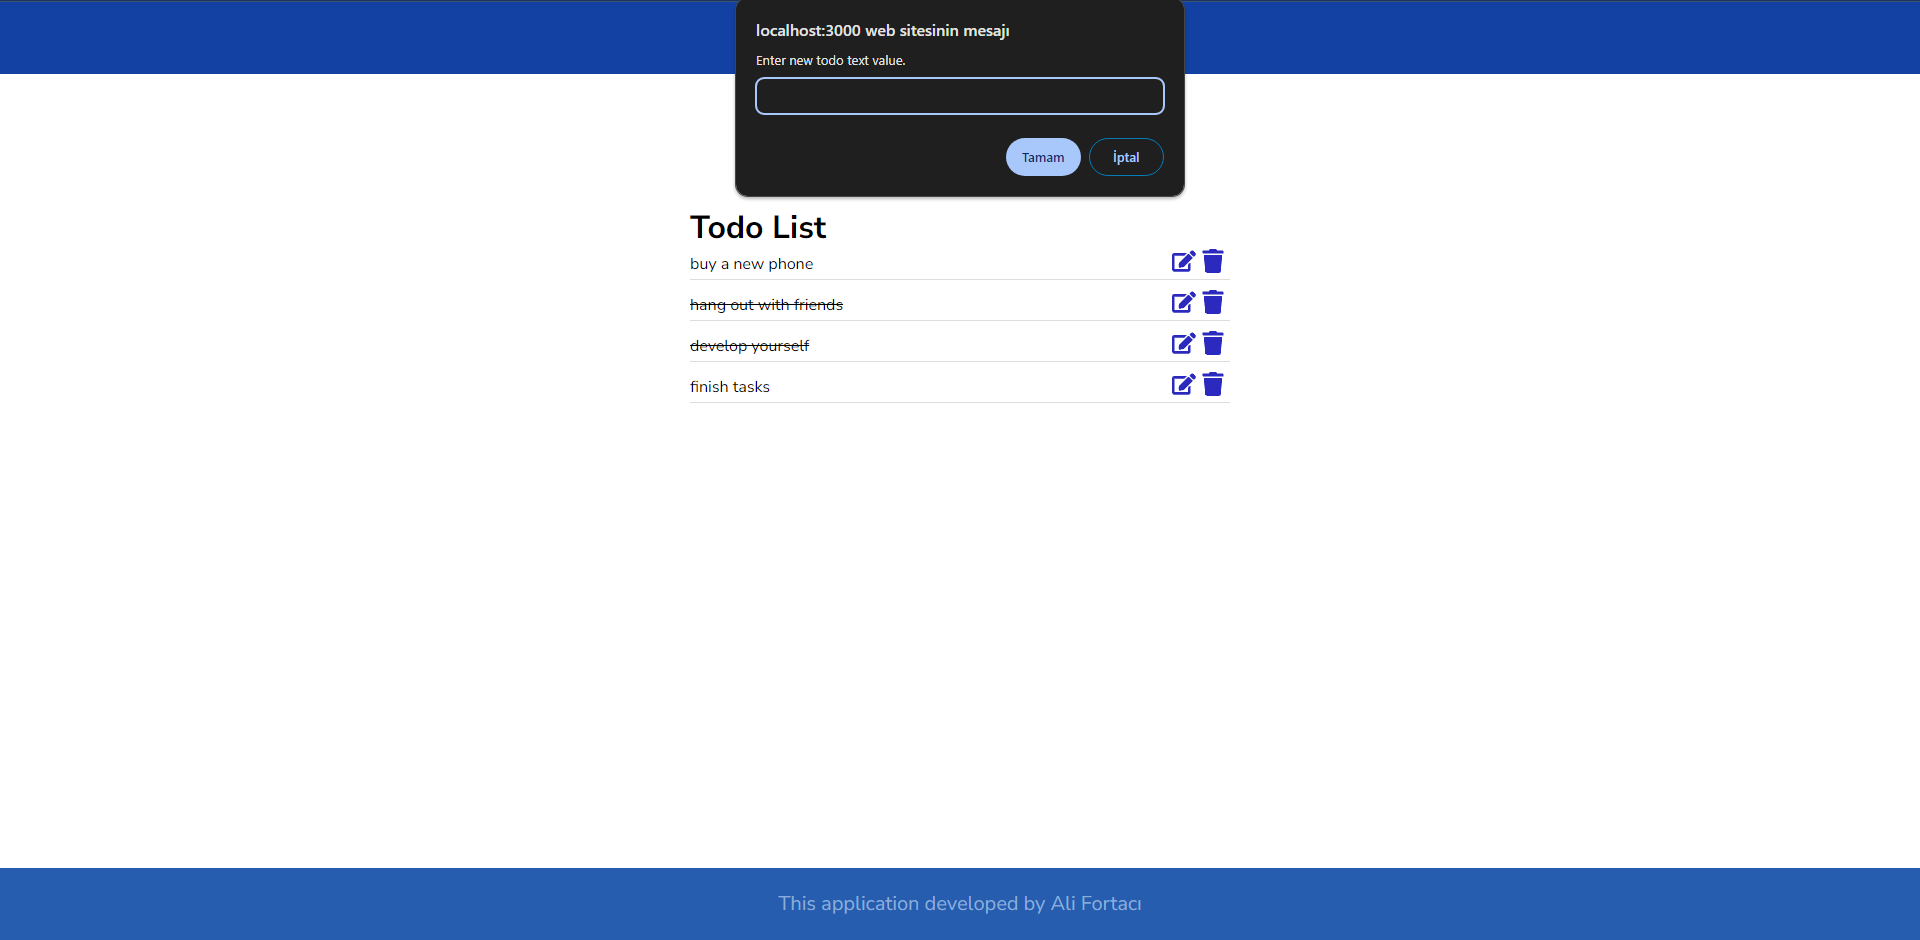 localhost:3000 web sitesinin mesajı
Enter new todo text value.
Tamam İptal
Todo List
buy a new phone
hang out with friends
develop yourself
finish tasks
This application developed by Ali Fortacı